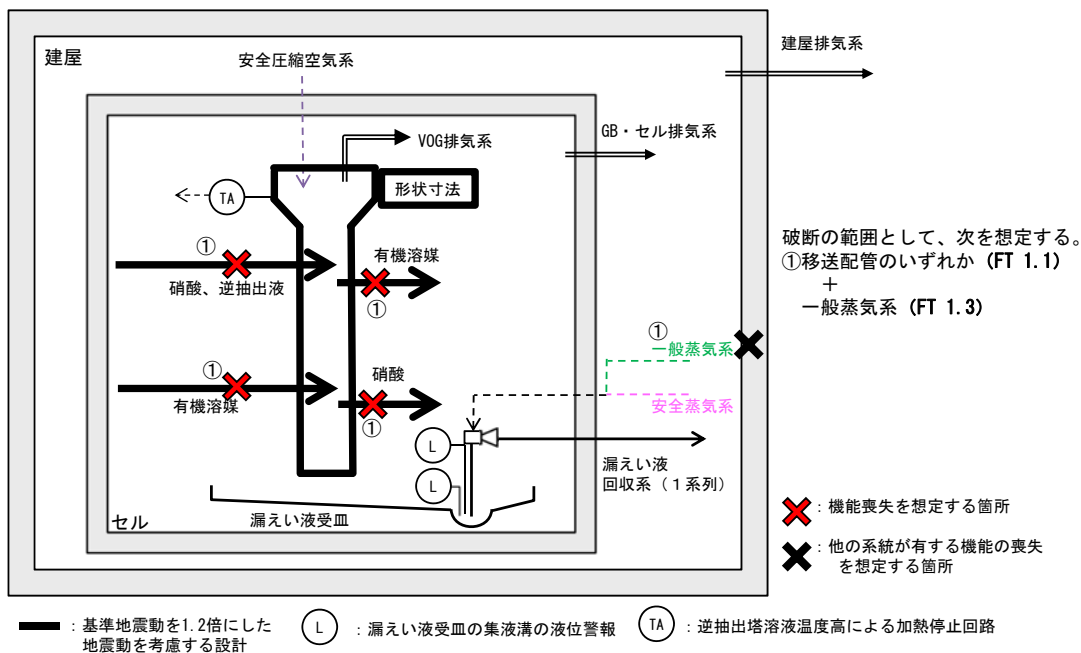 建屋
安全圧縮空気系
建屋排気系
GB・セル排気系
VOG排気系
形状寸法
TA
①
硝酸、逆抽出液
有機溶媒
①
破断の範囲として、次を想定する。
①移送配管のいずれか (FT 1.1)
+
一般蒸気系 (FT 1.3)
①
一般蒸気系
①
有機溶媒
硝酸
①
安全蒸気系
L
L
漏えい液
回収系（１系列）
漏えい液受皿
セル
：機能喪失を想定する箇所
：他の系統が有する機能の喪失
を想定する箇所
：基準地震動を1.2倍にした
地震動を考慮する設計
L
：漏えい液受皿の集液溝の液位警報
TA
：逆抽出塔溶液温度高による加熱停止回路